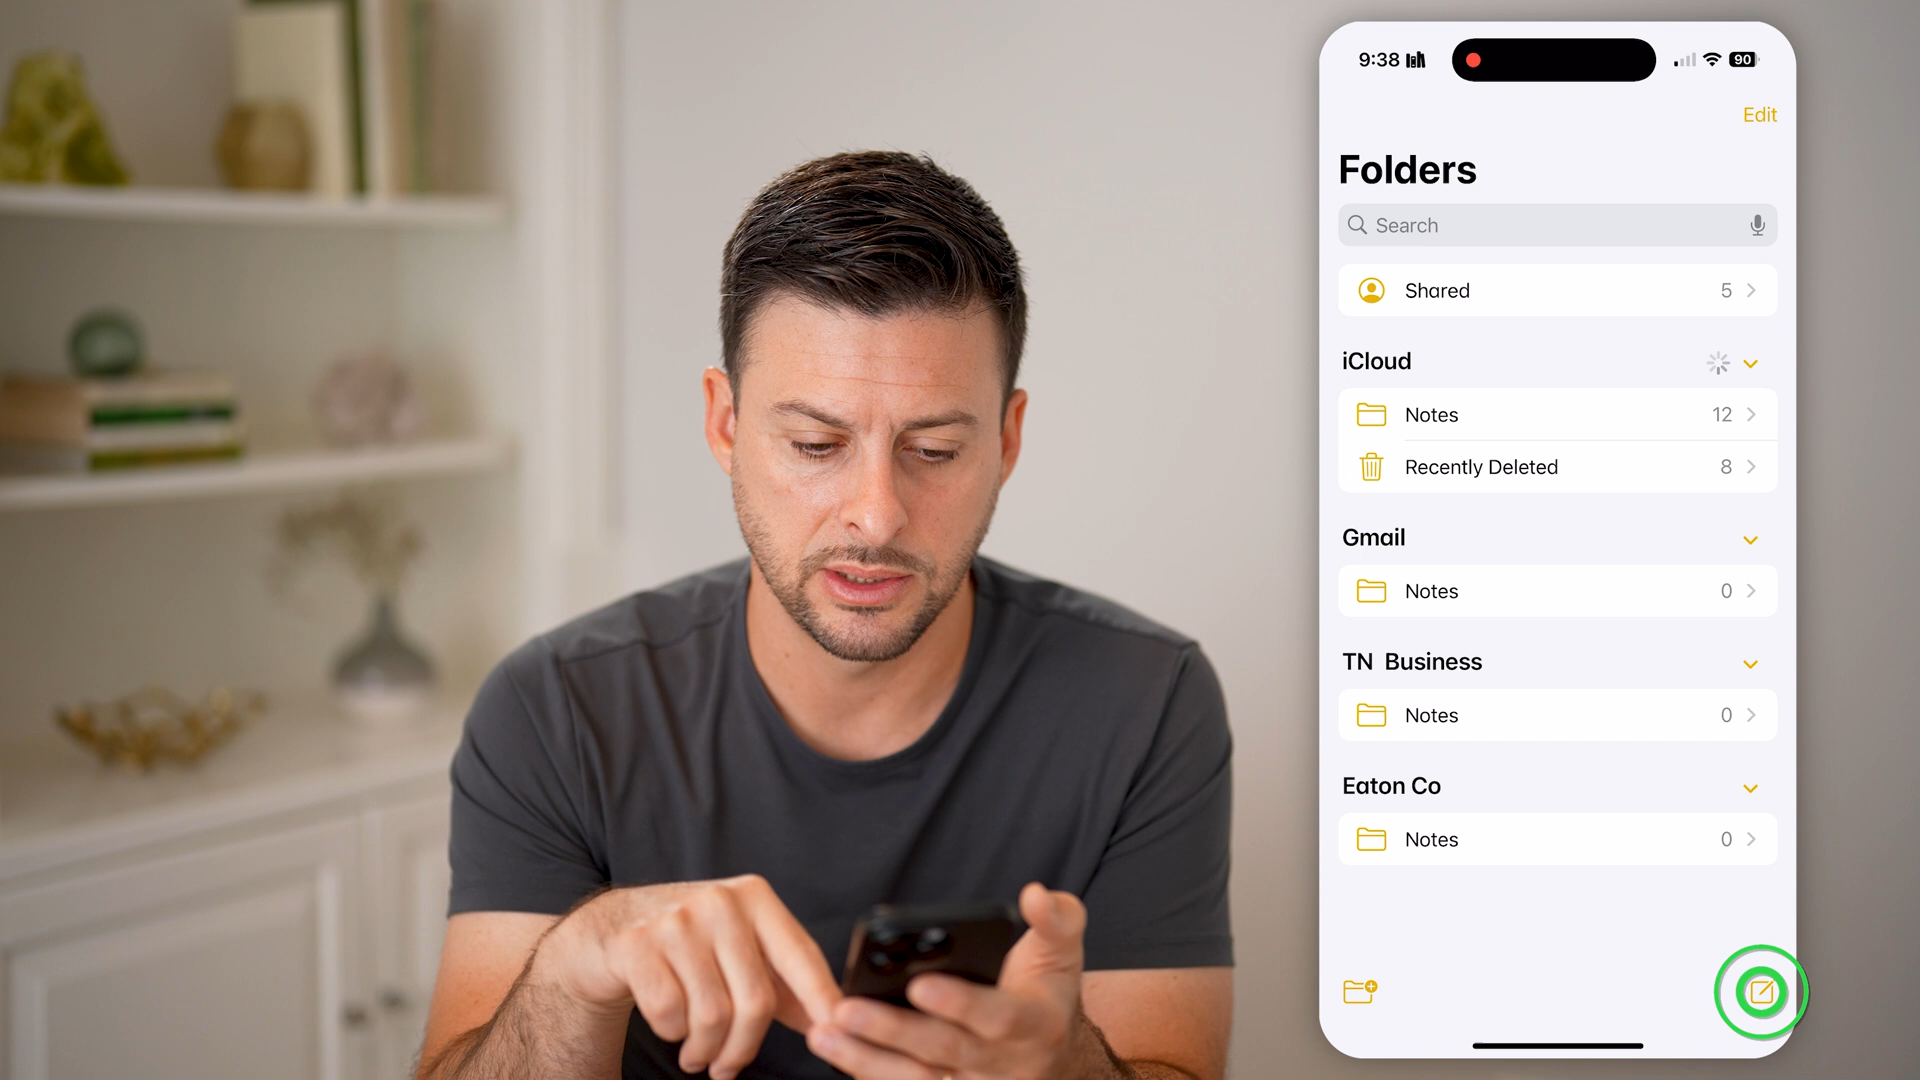 9:38
90
Edit
Folders
Search
Shared 5
iCloud
Notes 12
Recently Deleted 8
Gmail
Notes 0
TN Business
Notes 0
Eaton Co
Notes 0